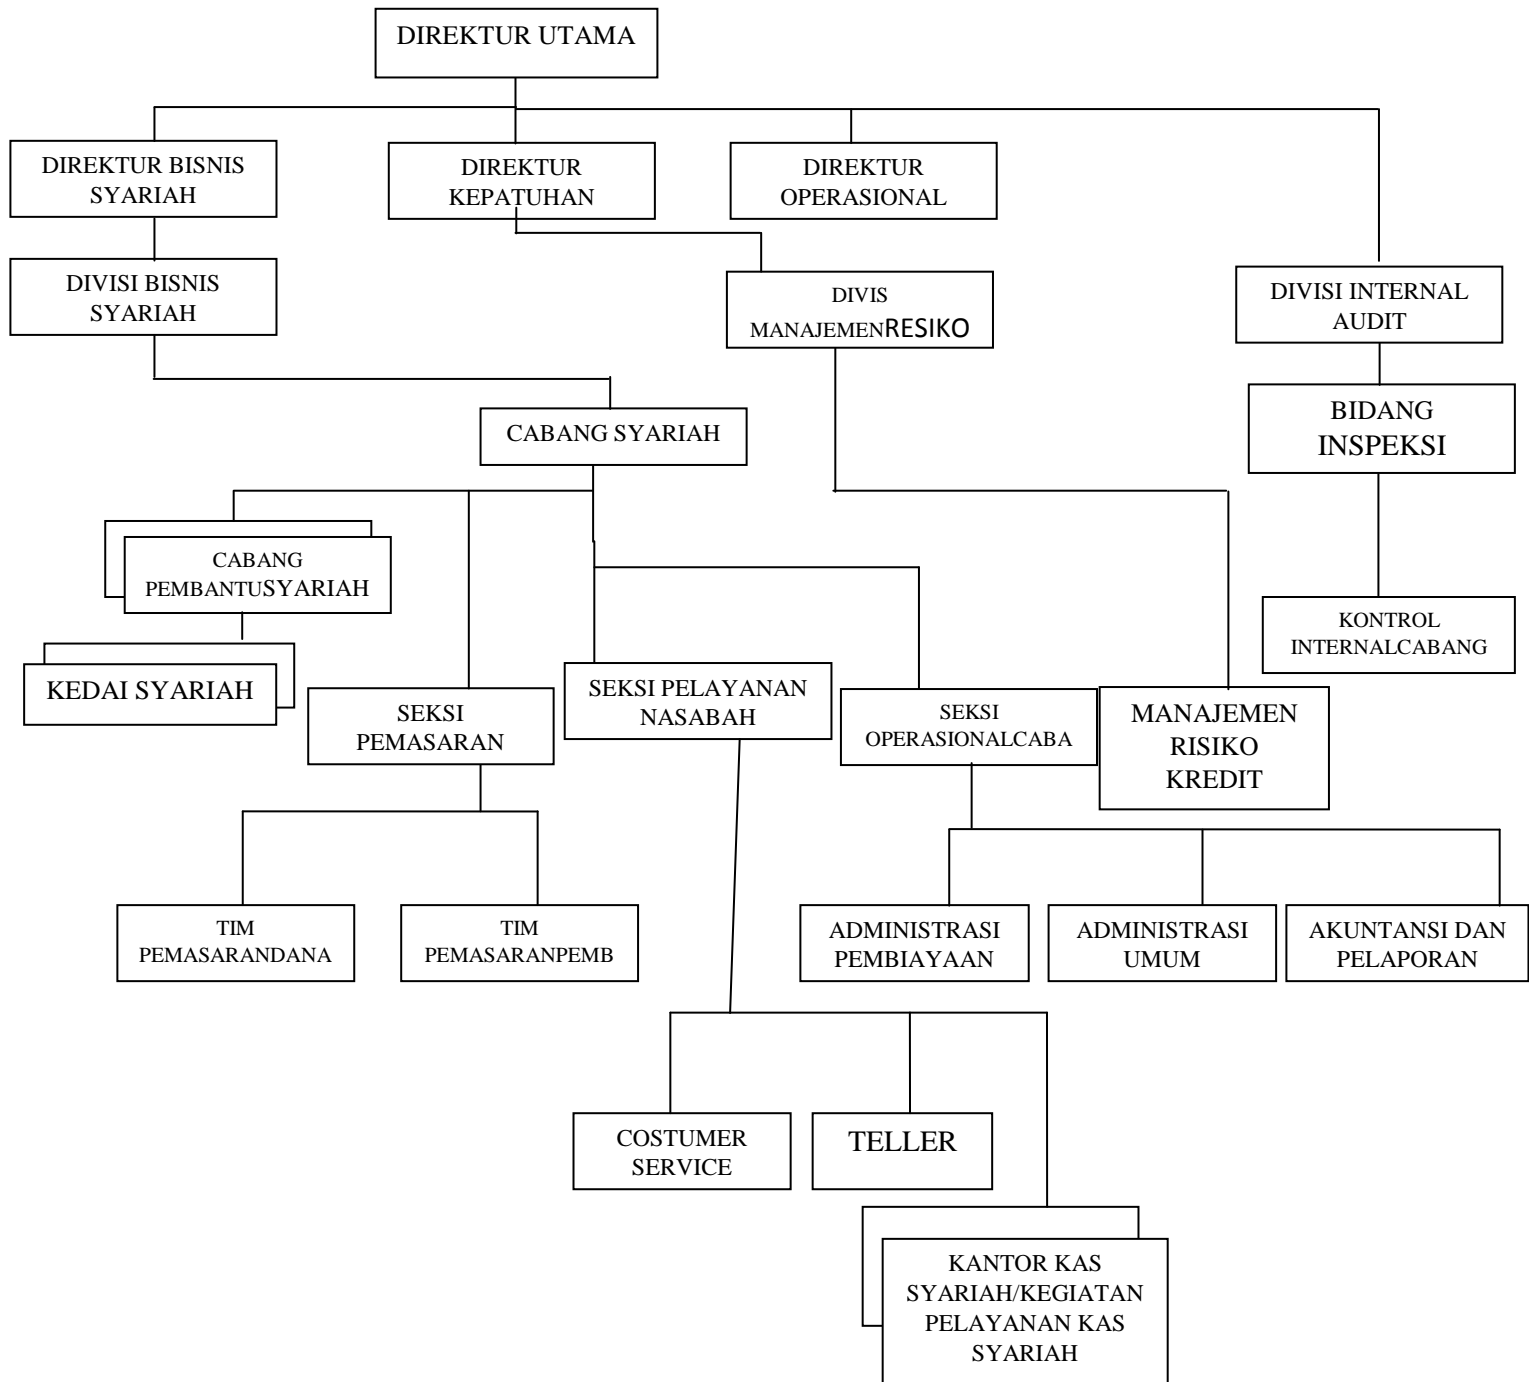 DIREKTUR UTAMA
DIREKTUR BISNIS
SYARIAH
DIREKTUR
KEPATUHAN
DIREKTUR
OPERASIONAL
DIVISI BISNIS
SYARIAH
DIVIS
MANAJEMENRESIKO
DIVISI INTERNAL
AUDIT
BIDANG
INSPEKSI
CABANG SYARIAH
CABANG
PEMBANTUSYARIAH
KEDAI SYARIAH
SEKSI
PEMASARAN
SEKSI PELAYANAN
NASABAH
SEKSI
OPERASIONALCABA
MANAJEMEN
RISIKO
KREDIT
KONTROL
INTERNALCABANG
TIM
PEMASARANDANA
TIM
PEMASARANPEMB
ADMINISTRASI
PEMBIAYAAN
ADMINISTRASI
UMUM
AKUNTANSI DAN
PELAPORAN
COSTUMER
SERVICE
TELLER
KANTOR KAS
SYARIAH/KEGIATAN
PELAYANAN KAS
SYARIAH